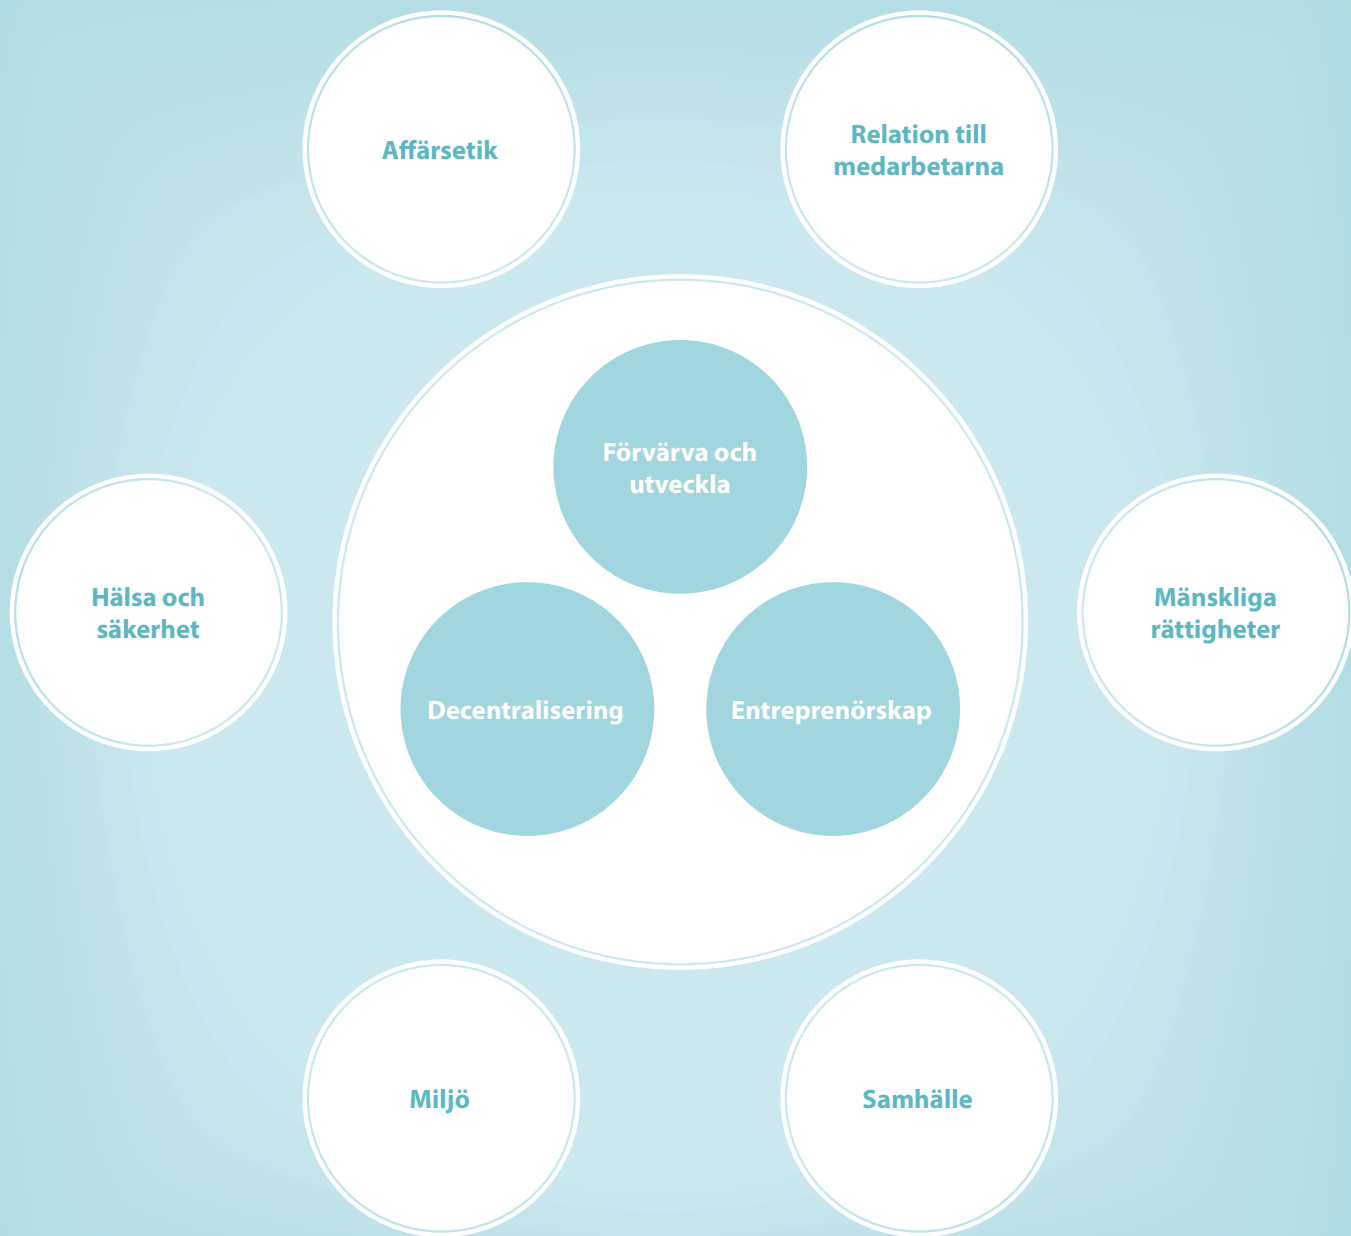 Affärsetik
Relation till
medarbetarna
Förvärva och
utveckla
Hälsa och
säkerhet
Mänskliga
rättigheter
Decentralisering
Entreprenörskap
Miljö
Samhälle